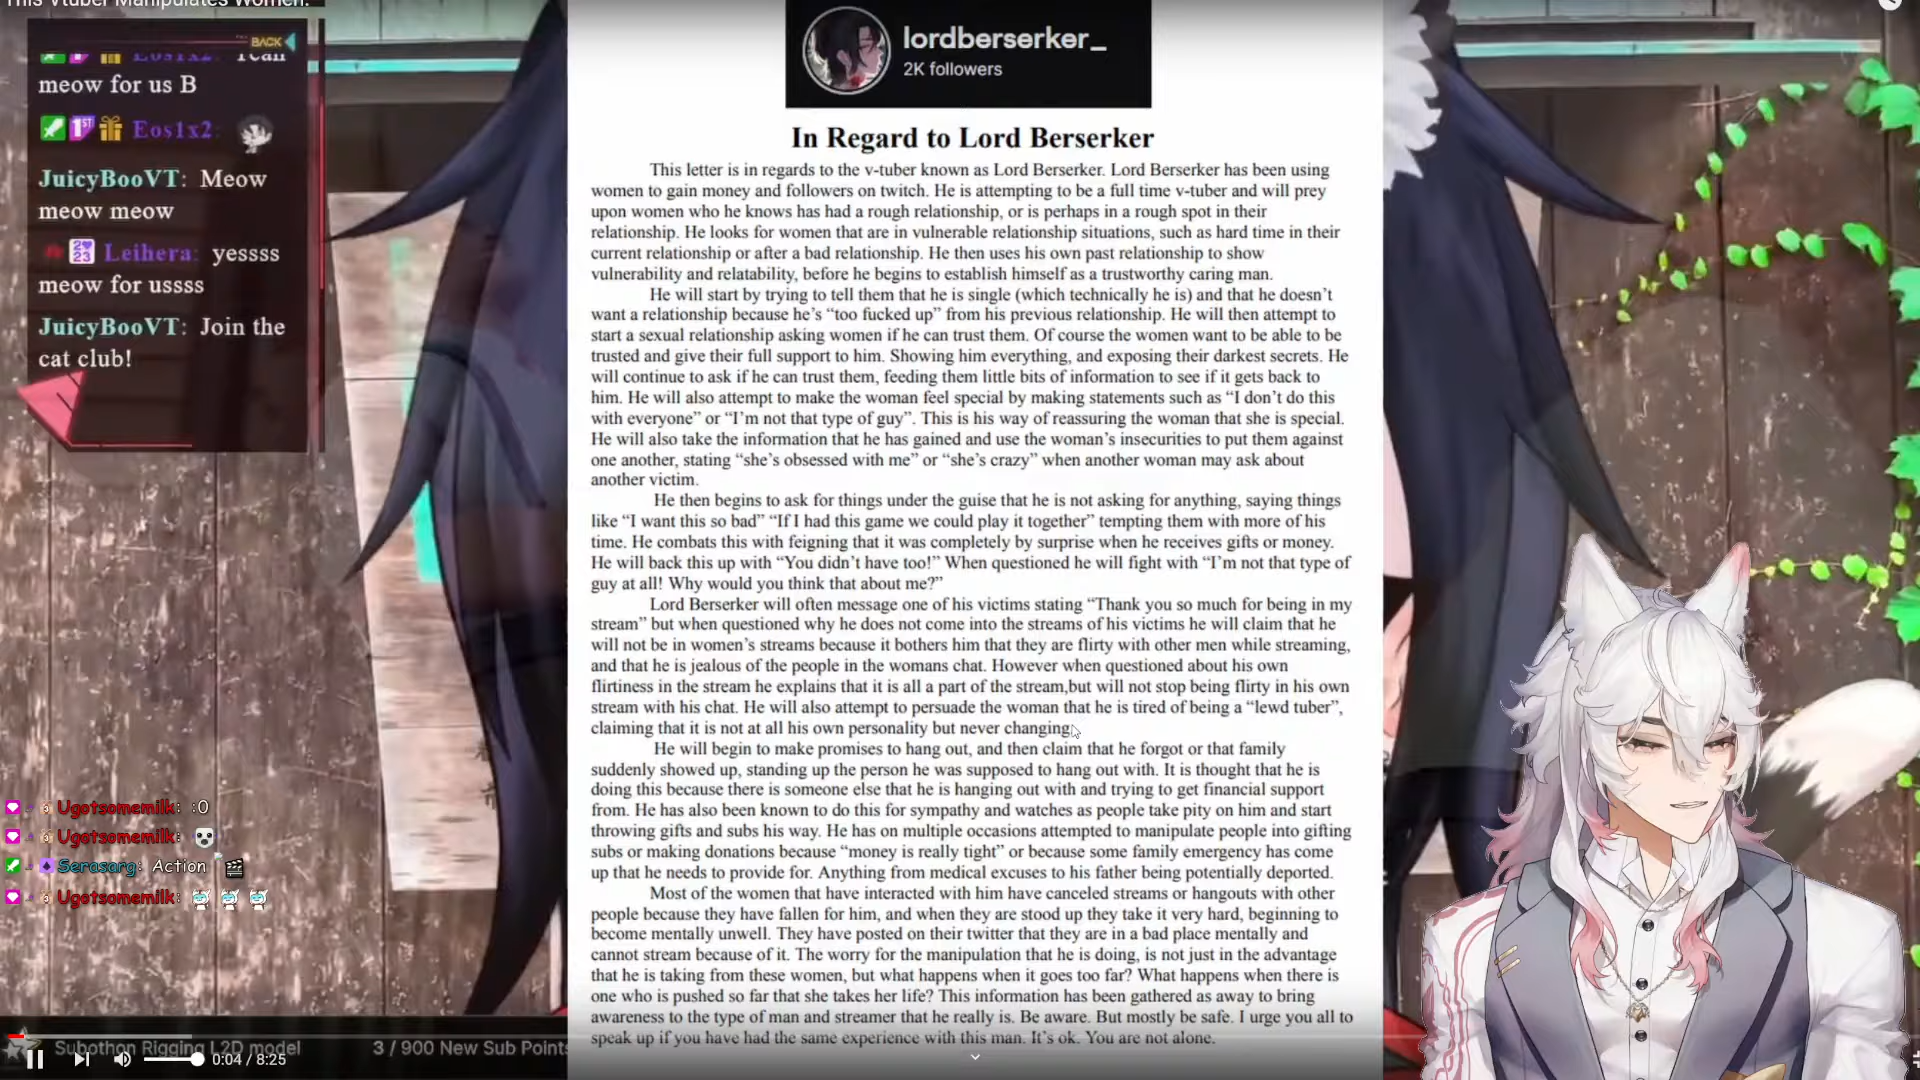 This Vtuber Manipulates Women.
BACK
Eos1x2: I can
meow for us B
Eos1x2:
JuicyBooVT: Meow
meow meow
Leihera: yessss
meow for ussss
JuicyBooVT: Join the
cat club!
lordberserker_
2K followers
In Regard to Lord Berserker
This letter is in regards to the v-tuber known as Lord Berserker. Lord Berserker has been using
women to gain money and followers on twitch. He is attempting to be a full time v-tuber and will prey
upon women who he knows has had a rough relationship, or is perhaps in a rough spot in their
relationship. He looks for women that are in vulnerable relationship situations, such as hard time in their
current relationship or after a bad relationship. He then uses his own past relationship to show
vulnerability and relatability, before he begins to establish himself as a trustworthy caring man.
He will start by trying to tell them that he is single (which technically he is) and that he doesn’t
want a relationship because he’s “too fucked up” from his previous relationship. He will then attempt to
start a sexual relationship asking women if he can trust them. Of course the women want to be able to be
trusted and give their full support to him. Showing him everything, and exposing their darkest secrets. He
will continue to ask if he can trust them, feeding them little bits of information to see if it gets back to
him. He will also attempt to make the woman feel special by making statements such as “I don’t do this
with everyone” or “I’m not that type of guy”. This is his way of reassuring the woman that she is special.
He will also take the information that he has gained and use the woman’s insecurities to put them against
one another, stating “she’s obsessed with me” or “she’s crazy” when another woman may ask about
another victim.
He then begins to ask for things under the guise that he is not asking for anything, saying things
like “I want this so bad” “If I had this game we could play it together” tempting them with more of his
time. He combats this with feigning that it was completely by surprise when he receives gifts or money.
He will back this up with “You didn’t have too!” When questioned he will fight with “I’m not that type of
guy at all! Why would you think that about me?”
Lord Berserker will often message one of his victims stating “Thank you so much for being in my
stream” but when questioned why he does not come into the streams of his victims he will claim that he
will not be in women’s streams because it bothers him that they are flirty with other men while streaming,
and that he is jealous of the people in the womans chat. However when questioned about his own
flirtiness in the stream he explains that it is all a part of the stream,but will not stop being flirty in his own
stream with his chat. He will also attempt to persuade the woman that he is tired of being a “lewd tuber”,
claiming that it is not at all his own personality but never changing.
He will begin to make promises to hang out, and then claim that he forgot or that family
suddenly showed up, standing up the person he was supposed to hang out with. It is thought that he is
doing this because there is someone else that he is hanging out with and trying to get financial support
from. He has also been known to do this for sympathy and watches as people take pity on him and start
throwing gifts and subs his way. He has on multiple occasions attempted to manipulate people into gifting
subs or making donations because “money is really tight” or because some family emergency has come
up that he needs to provide for. Anything from medical excuses to his father being potentially deported.
Most of the women that have interacted with him have canceled streams or hangouts with other
people because they have fallen for him, and when they are stood up they take it very hard, beginning to
become mentally unwell. They have posted on their twitter that they are in a bad place mentally and
cannot stream because of it. The worry for the manipulation that he is doing, is not just in the advantage
that he is taking from these women, but what happens when it goes too far? What happens when there is
one who is pushed so far that she takes her life? This information has been gathered as away to bring
awareness to the type of man and streamer that he really is. Be aware. But mostly be safe. I urge you all to
speak up if you have had the same experience with this man. It’s ok. You are not alone.
Ugotsomemilk: :O
Ugotsomemilk:
Serasarg: Action
Ugotsomemilk:
Subothon Rigging L2D model 3 / 900 New Sub Points
0:04 / 8:25